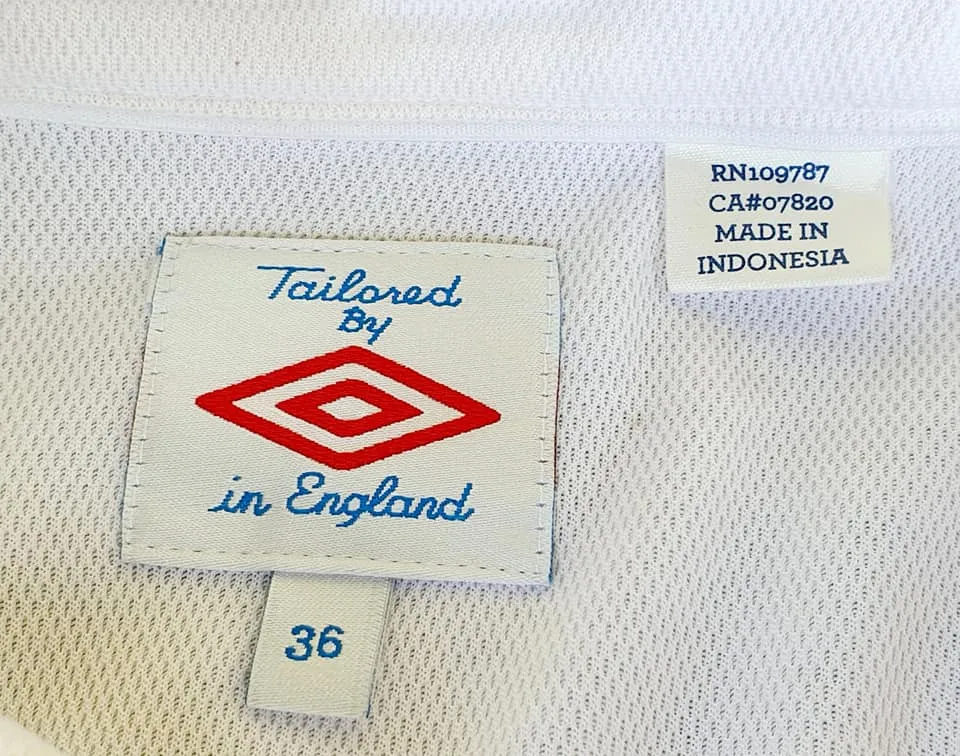 RN109787
CA#07820
MADE IN
INDONESIA
Tailored
By
in England
36